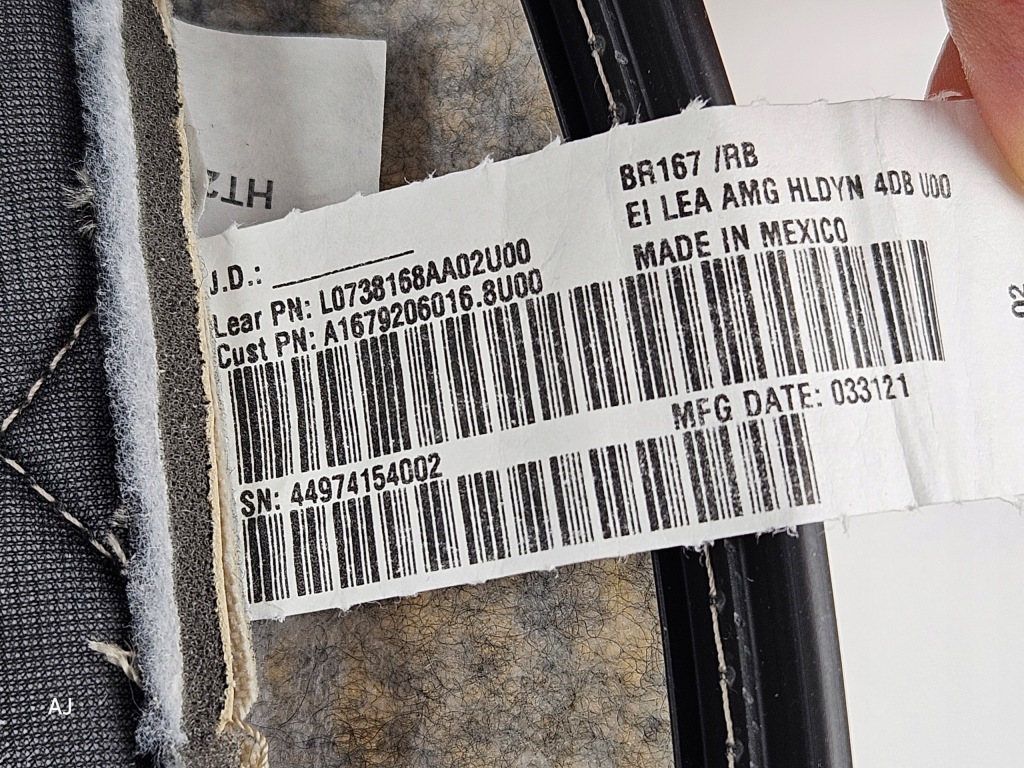 BR167 /RB
EI LEA AMG HLDYN 4DB U00
MADE IN MEXICO
J.D.:
Lear PN: L0738168AA02U00
Cust PN: A1679206016.8U00
MFG DATE: 033121
SN: 44974154002
02
AJ